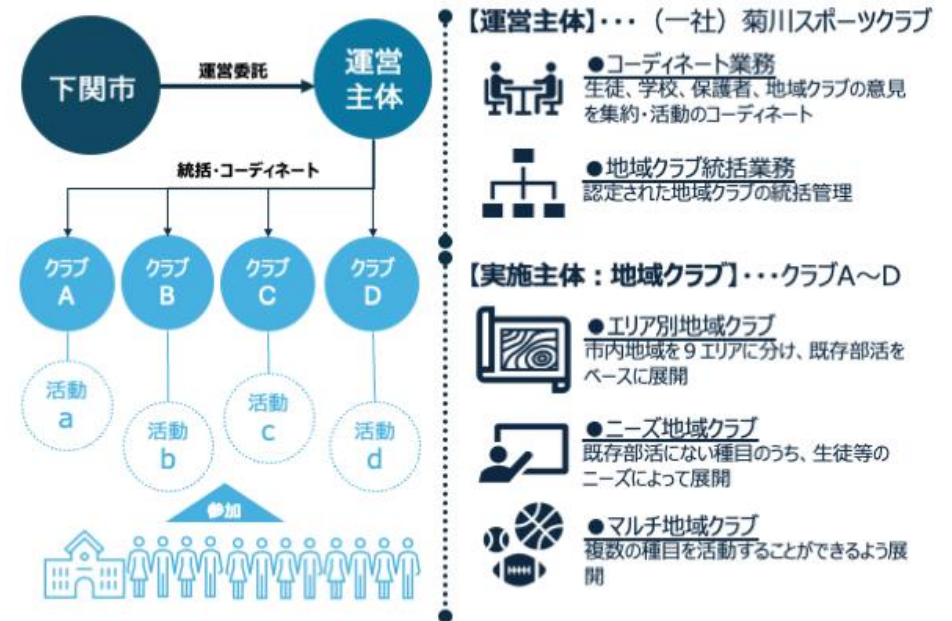 下関市
運営委託
運営
主体
統括・コーディネート
クラブ
A
クラブ
B
クラブ
C
クラブ
D
活動
a
活動
b
活動
c
活動
d
参加
【運営主体】･･･（一社）菊川スポーツクラブ
●コーディネート業務
生徒、学校、保護者、地域クラブの意見
を集約・活動のコーディネート
●地域クラブ統括業務
認定された地域クラブの統括管理
【実施主体：地域クラブ】･･･クラブA～D
●エリア別地域クラブ
市内地域を９エリアに分け、既存部活を
ベースに展開
●ニーズ地域クラブ
既存部活にない種目のうち、生徒等の
ニーズによって展開
●マルチ地域クラブ
複数の種目を活動することができるよう展
開